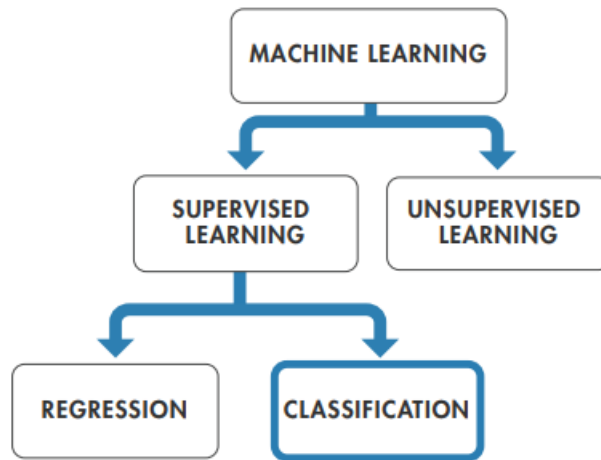 MACHINE LEARNING
SUPERVISED
LEARNING
UNSUPERVISED
LEARNING
REGRESSION
CLASSIFICATION